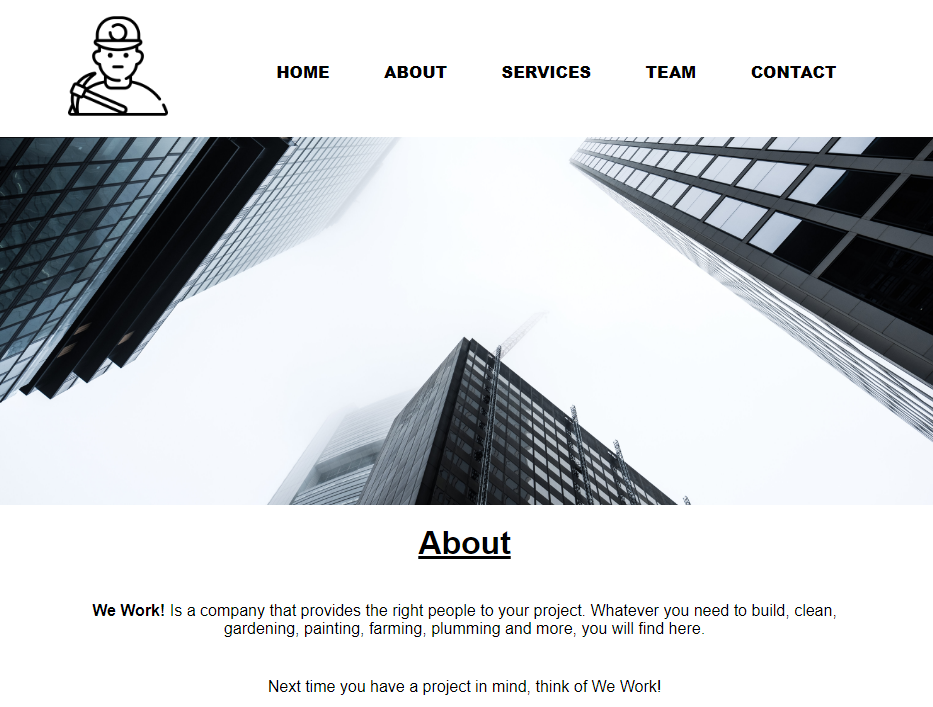 HOME ABOUT SERVICES TEAM CONTACT
About
We Work! Is a company that provides the right people to your project. Whatever you need to build, clean,
gardening, painting, farming, plumming and more, you will find here.
Next time you have a project in mind, think of We Work!